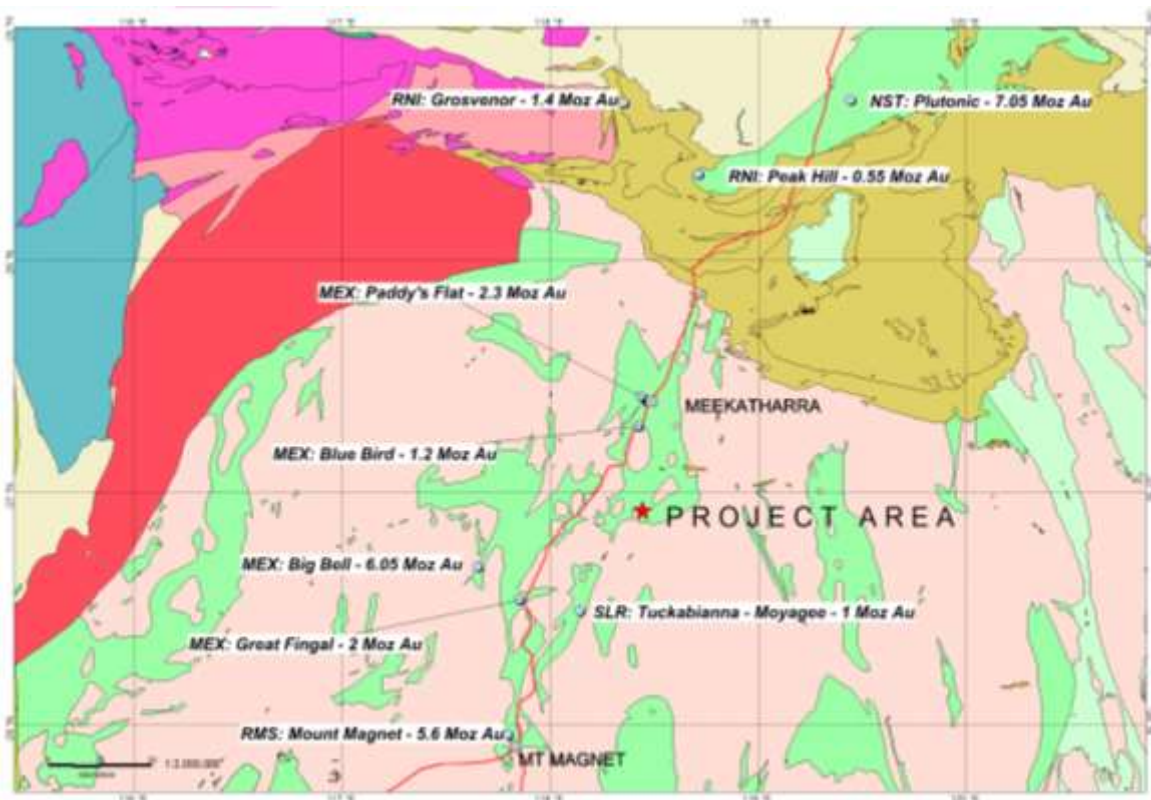 RNI: Grosvenor - 1.4 Moz Au
NST: Plutonic - 7.05 Moz Au
RNI: Peak Hill - 0.55 Moz Au
MEX: Paddy's Flat - 2.3 Moz Au
MEEKATHARRA
MEX: Blue Bird - 1.2 Moz Au
PROJECT AREA
MEX: Big Bell - 6.05 Moz Au
SLR: Tuckabianna - Moyagee - 1 Moz Au
MEX: Great Fingal - 2 Moz Au
RMS: Mount Magnet - 5.6 Moz Au
MT MAGNET